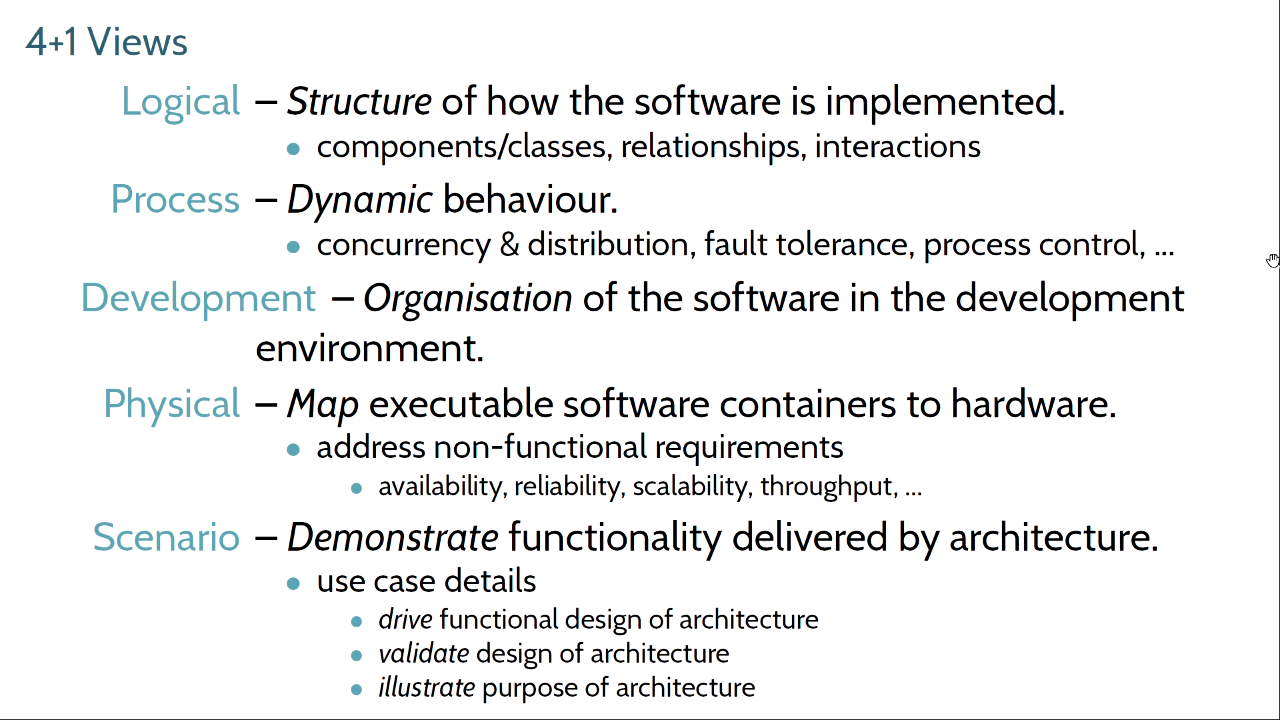 4+1 Views
Logical – Structure of how the software is implemented.
• components/classes, relationships, interactions
Process – Dynamic behaviour.
• concurrency & distribution, fault tolerance, process control, ...
Development – Organisation of the software in the development
environment.
Physical – Map executable software containers to hardware.
• address non-functional requirements
• availability, reliability, scalability, throughput, ...
Scenario – Demonstrate functionality delivered by architecture.
• use case details
• drive functional design of architecture
• validate design of architecture
• illustrate purpose of architecture